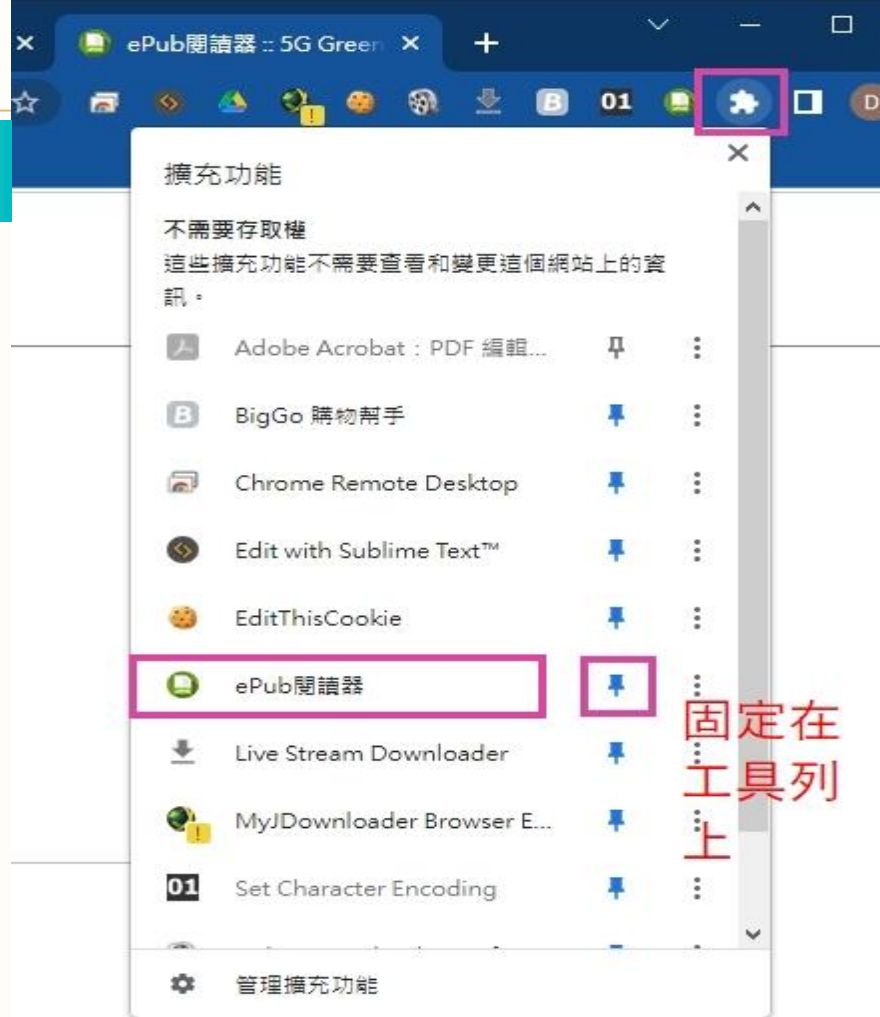 ePub閱讀器 :: 5G Green
B
01
D
擴充功能
不需要存取權
這些擴充功能不需要查看和變更這個網站上的資
訊。
Adobe Acrobat：PDF 編輯...
B
BigGo 購物幫手
Chrome Remote Desktop
Edit with Sublime Text™
EditThisCookie
ePub閱讀器
固定在
工具列
上
Live Stream Downloader
MyJDownloader Browser E...
01
Set Character Encoding
管理擴充功能